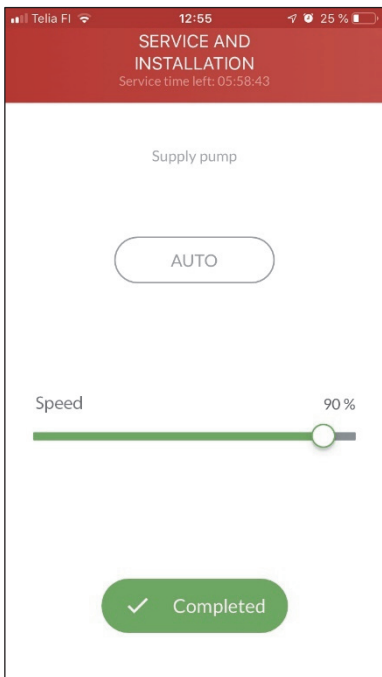 Telia FI 12:55 25 %
SERVICE AND
INSTALLATION
Service time left: 05:58:43
Supply pump
AUTO
Speed 90 %
Completed